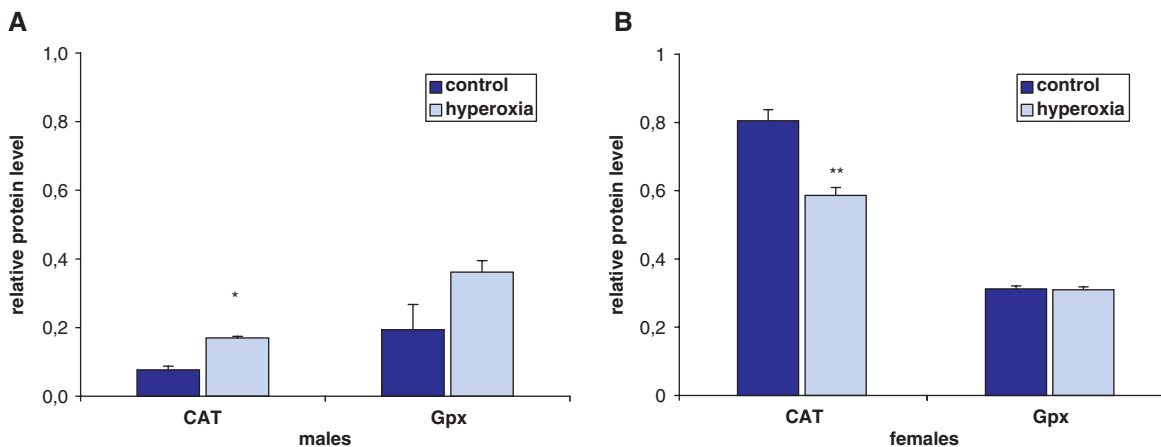 A
relative protein level
1,0
0,8
0,6
0,4
0,2
0,0
control
hyperoxia
*
CAT
Gpx
males
B
relative protein level
1
0,8
0,6
0,4
0,2
0
control
hyperoxia
**
CAT
Gpx
females